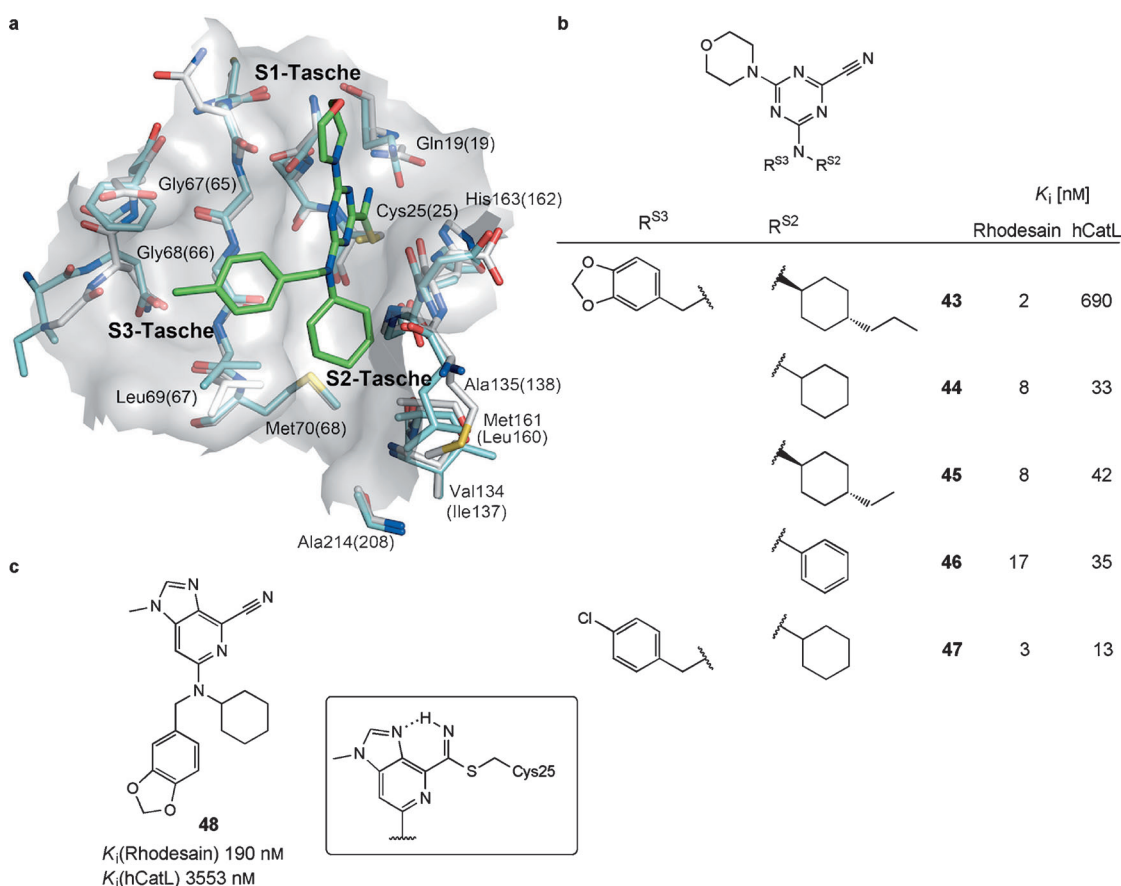 a
S1-Tasche
Gln19(19)
Gly67(65)
Cys25(25)
His163(162)
Gly68(66)
S3-Tasche
S2-Tasche
Leu69(67)
Ala135(138)
Met70(68)
Met161
(Leu160)
Val134
(Ile137)
Ala214(208)
b
O
N
N
N
N
N
N
R^S3
R^S2
K_i [nM]
R^S3 R^S2 Rhodesain hCatL
O
O
43 2 690
44 8 33
45 8 42
46 17 35
Cl
47 3 13
c
N
N
N
N
N
O
O
48
K_i(Rhodesain) 190 nM
K_i(hCatL) 3553 nM
H
N
N
N
S
Cys25
N